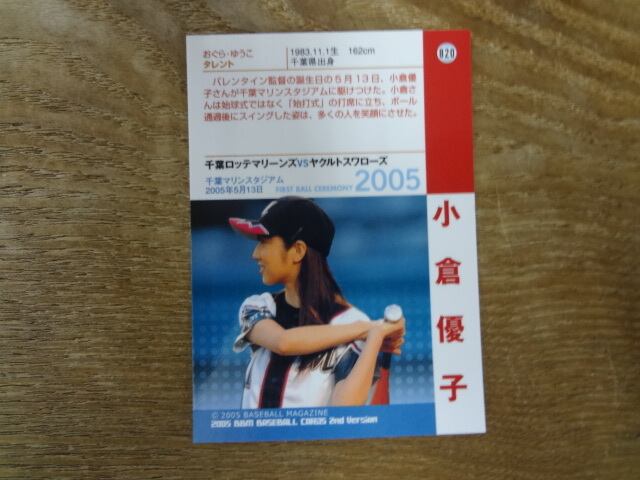 おぐら・ゆうこ
タレント
1983.11.1生 162cm
千葉県出身
820
バレンタイン監督の誕生日の5月13日、小倉優
子さんが千葉マリンスタジアムに駆けつけた。小倉さ
んは始球式ではなく「始打式」の打席に立ち、ボール
通過後にスイングした姿は、多くの人を笑顔にさせた。
千葉ロッテマリーンズVSヤクルトスワローズ
千葉マリンスタジアム
2005年5月13日
FIRST BALL CEREMONY 2005
小倉優子
© 2005 BASEBALL MAGAZINE
2005 BBM BASEBALL CARDS 2nd Version